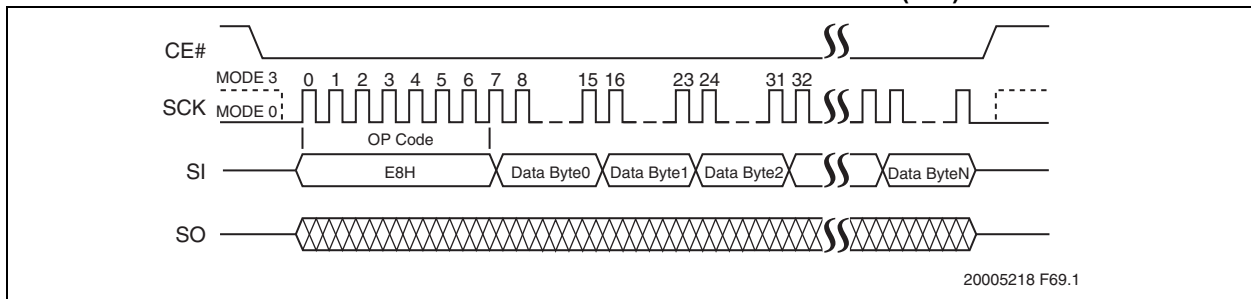 CE#
MODE 3
0 1 2 3 4 5 6 7 8 15 16 23 24 31 32
SCK
MODE 0
OP Code
SI
E8H
Data Byte0
Data Byte1
Data Byte2
Data ByteN
SO
20005218 F69.1